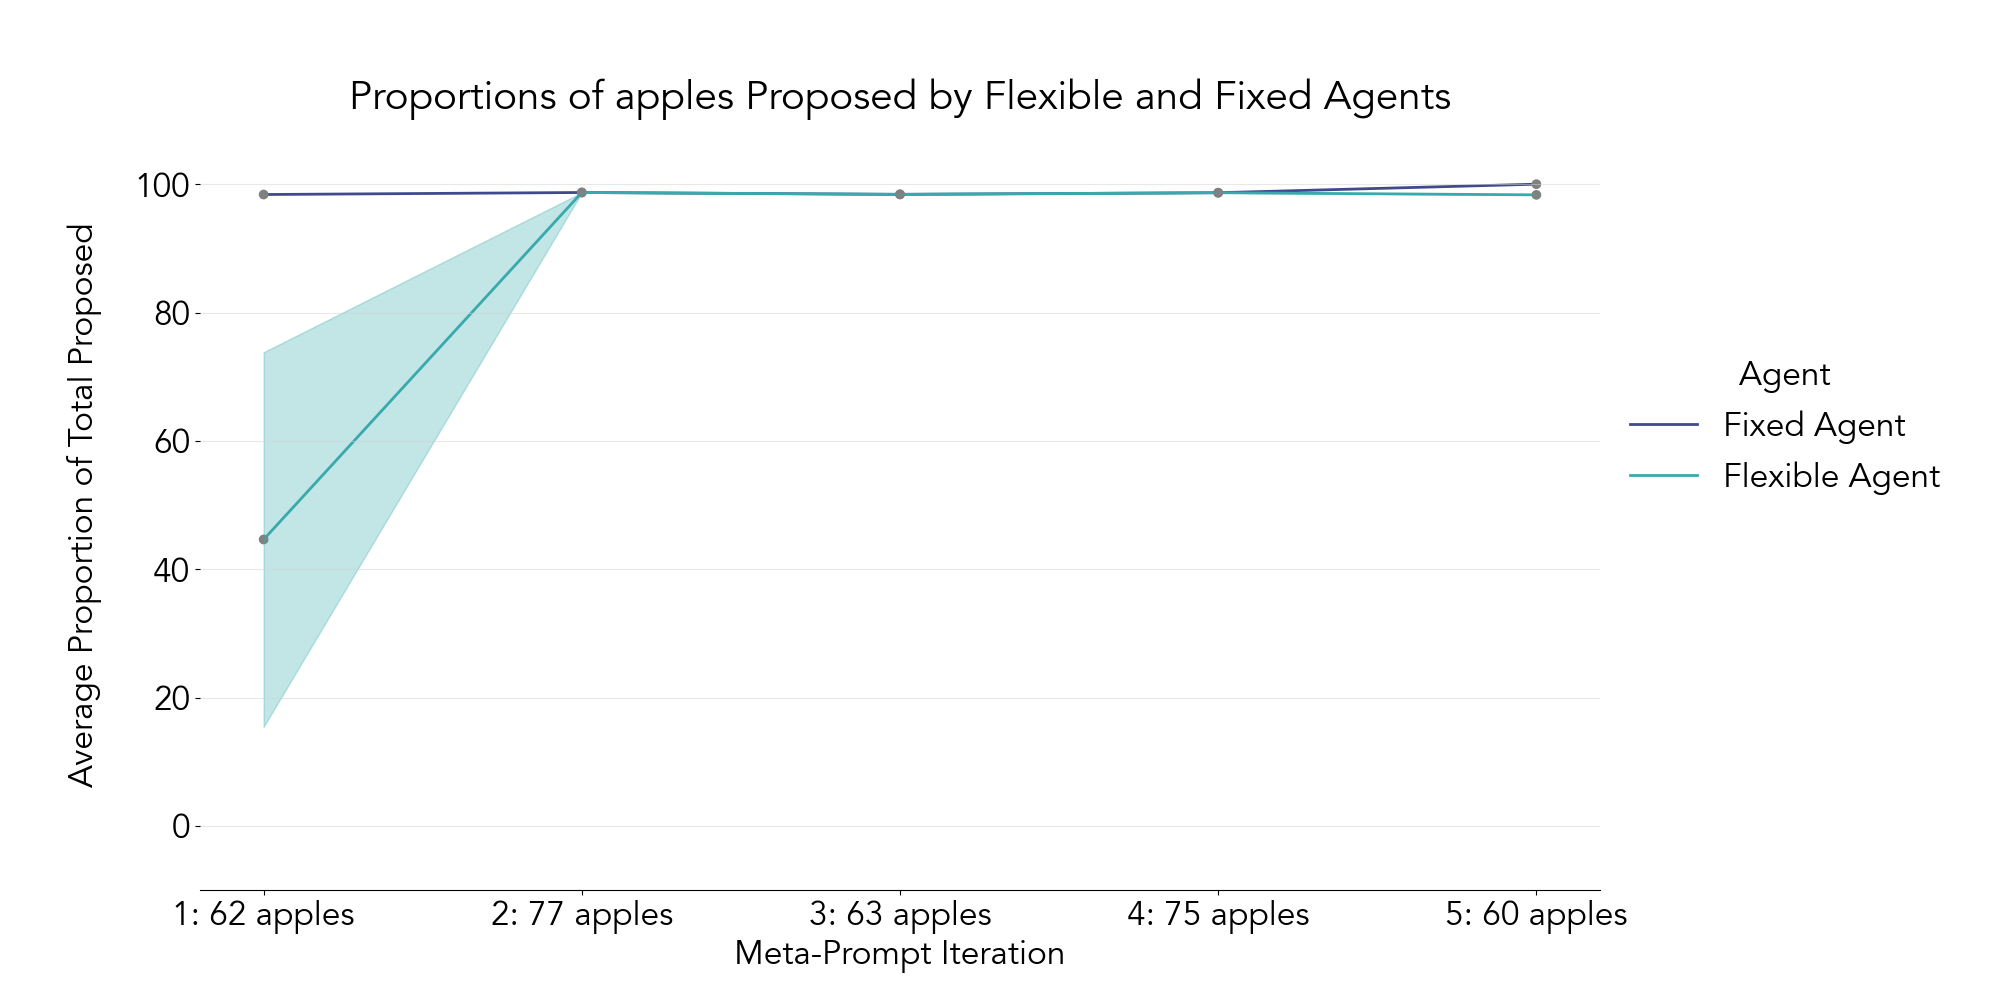 Proportions of apples Proposed by Flexible and Fixed Agents
Average Proportion of Total Proposed
100
80
60
40
20
0
1: 62 apples
2: 77 apples
3: 63 apples
4: 75 apples
5: 60 apples
Meta-Prompt Iteration
Agent
Fixed Agent
Flexible Agent